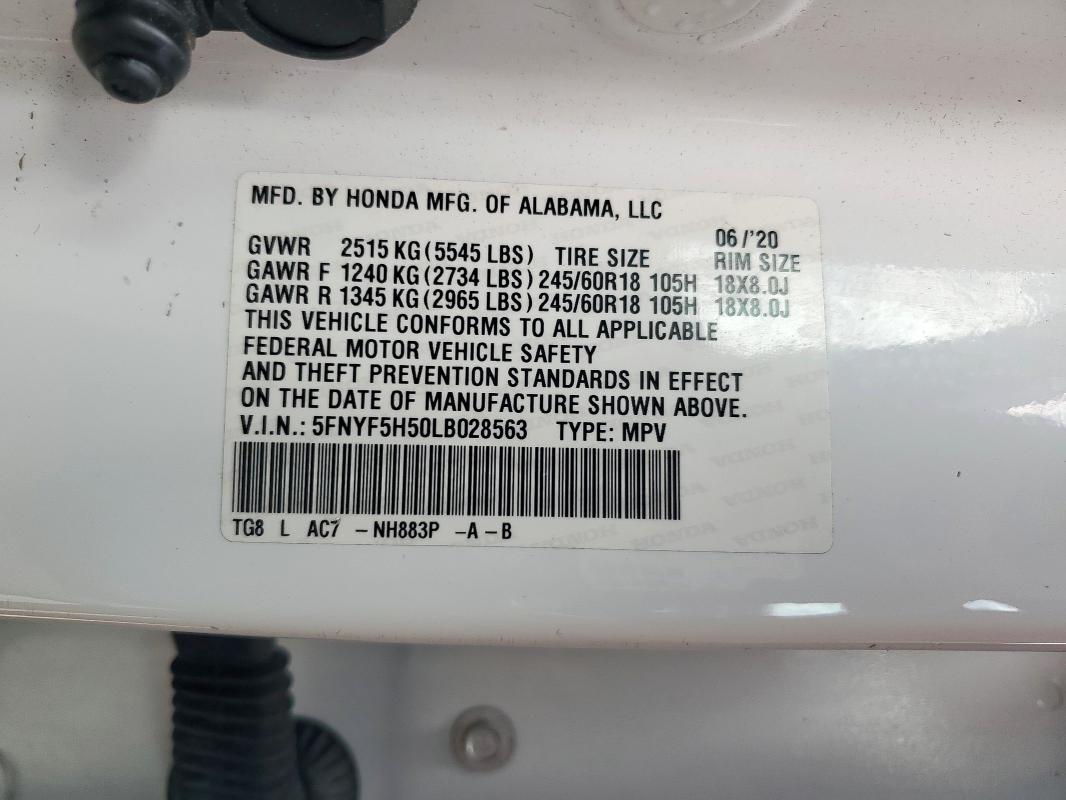 MFD. BY HONDA MFG. OF ALABAMA, LLC
06/'20
GVWR 2515 KG (5545 LBS) TIRE SIZE RIM SIZE
GAWR F 1240 KG (2734 LBS) 245/60R18 105H 18X8.0J
GAWR R 1345 KG (2965 LBS) 245/60R18 105H 18X8.0J
THIS VEHICLE CONFORMS TO ALL APPLICABLE
FEDERAL MOTOR VEHICLE SAFETY
AND THEFT PREVENTION STANDARDS IN EFFECT
ON THE DATE OF MANUFACTURE SHOWN ABOVE.
V.I.N.: 5FNYF5H50LB028563 TYPE: MPV
TG8 L AC7 -NH883P -A-B